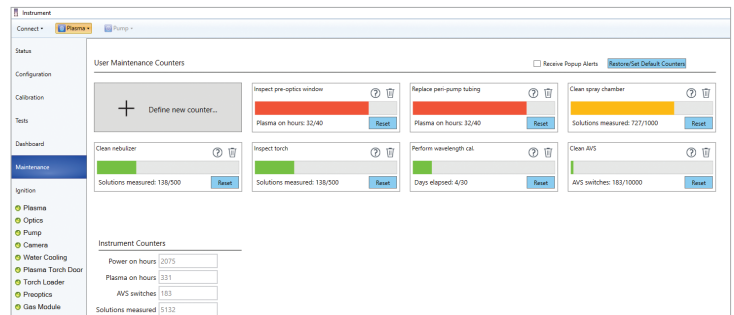 Instrument
Connect Plasma Pump
Status
Configuration
Calibration
Tests
Dashboard
Maintenance
Ignition
Plasma
Optics
Pump
Camera
Water Cooling
Plasma Torch Door
Torch Loader
Preoptics
Gas Module
User Maintenance Counters
Receive Popup Alerts
Restore/Set Default Counters
Define new counter...
Inspect pre-optics window
Plasma on hours: 32/40
Reset
Replace peri-pump tubing
Plasma on hours: 32/40
Reset
Clean spray chamber
Solutions measured: 727/1000
Reset
Clean nebulizer
Solutions measured: 138/500
Reset
Inspect torch
Solutions measured: 138/500
Reset
Perform wavelength cal.
Days elapsed: 4/30
Reset
Clean AVS
AVS switches: 183/10000
Reset
Instrument Counters
Power on hours 2075
Plasma on hours 331
AVS switches 183
Solutions measured 5132